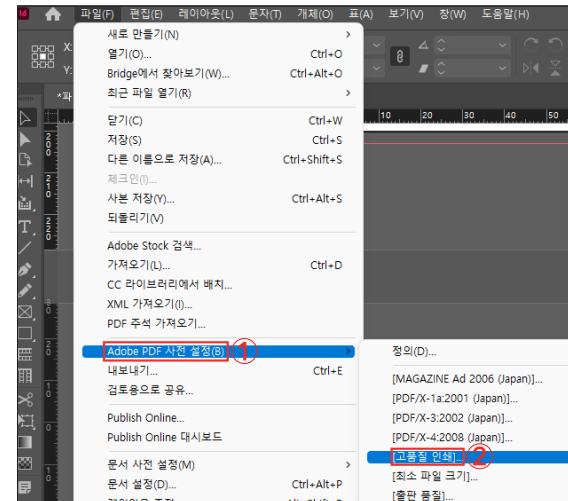 Id 파일(F) 편집(E) 레이아웃(L) 문자(T) 개체(O) 표(A) 보기(V) 창(W) 도움말(H)
X:
Y:
*파
새로 만들기(N)
열기(O)... Ctrl+O
Bridge에서 찾아보기(W)... Ctrl+Alt+O
최근 파일 열기(R)
닫기(C) Ctrl+W
저장(S) Ctrl+S
다른 이름으로 저장(A)... Ctrl+Shift+S
체크인(I)...
사본 저장(Y)... Ctrl+Alt+S
되돌리기(V)
Adobe Stock 검색...
가져오기(L)... Ctrl+D
CC 라이브러리에서 배치...
XML 가져오기(I)...
PDF 주석 가져오기...
Adobe PDF 사전 설정(B) ①
내보내기... Ctrl+E
검토용으로 공유...
Publish Online...
Publish Online 대시보드
문서 사전 설정(M)
문서 설정(D)... Ctrl+Alt+P
10 20 30 40 50
200
210
220
정의(D)...
[MAGAZINE Ad 2006 (Japan)]...
[PDF/X-1a:2001 (Japan)]...
[PDF/X-3:2002 (Japan)]...
[PDF/X-4:2008 (Japan)]...
[고품질 인쇄]... ②
[최소 파일 크기]...
[출판 품질]...